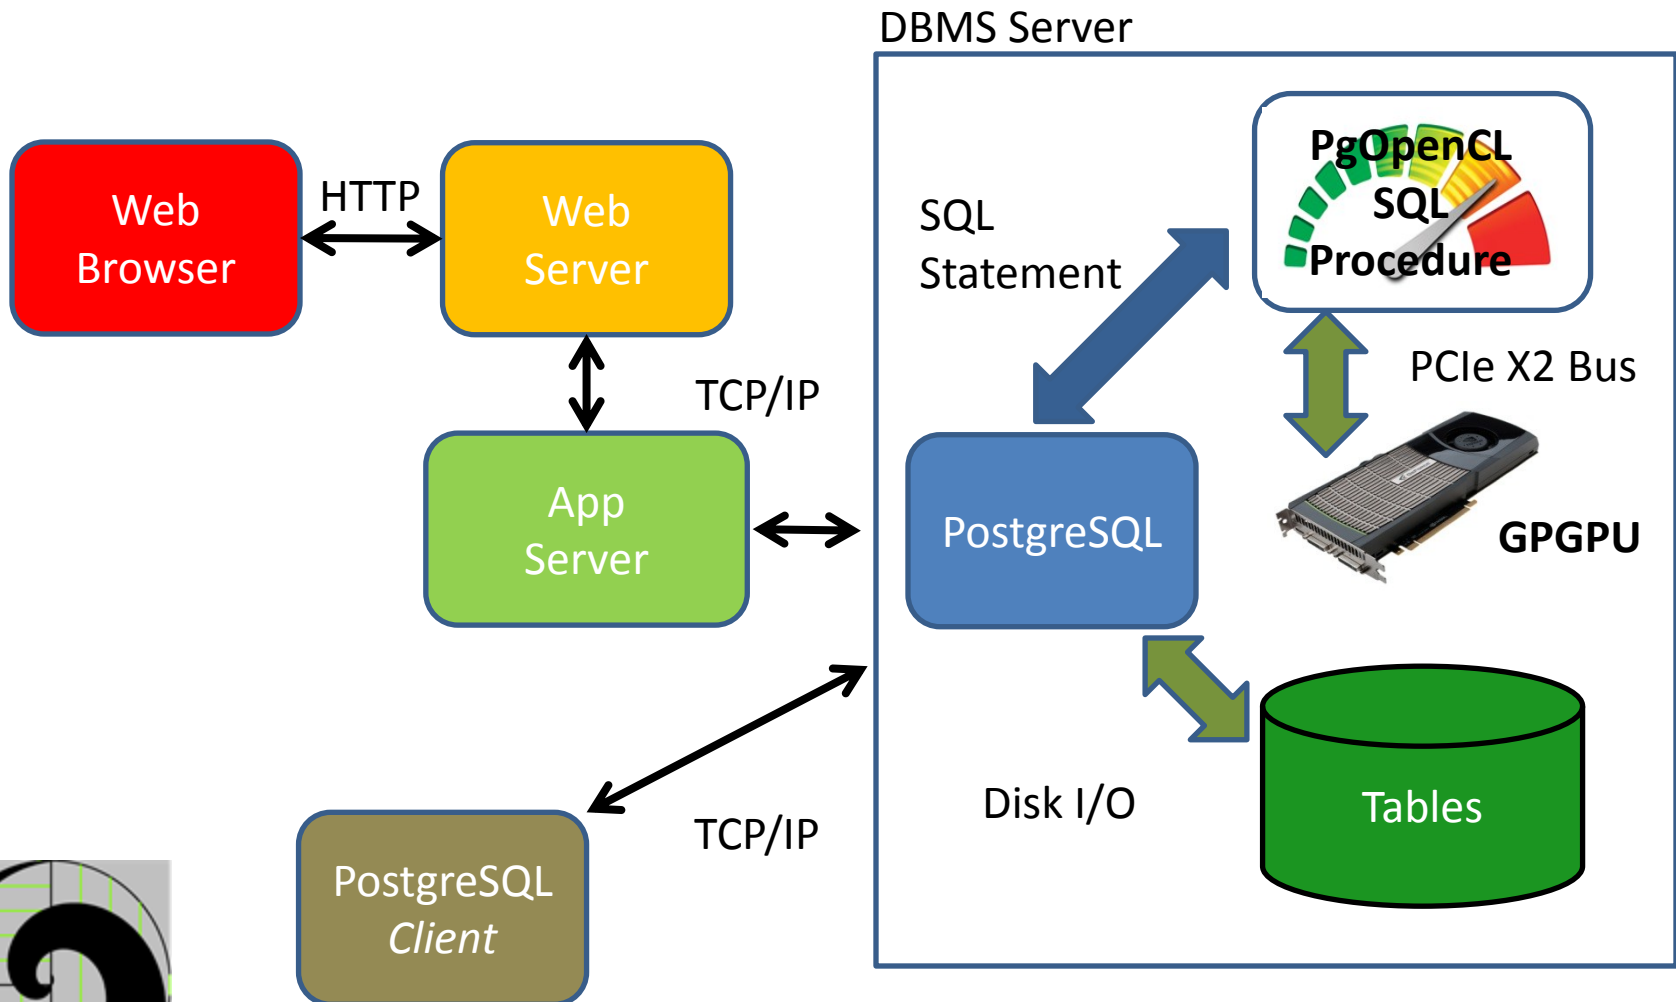 DBMS Server
Web
Browser
HTTP
Web
Server
SQL
Statement
PgOpenCL
SQL
Procedure
PCIe X2 Bus
TCP/IP
App
Server
PostgreSQL
GPGPU
Disk I/O
Tables
TCP/IP
PostgreSQL
Client